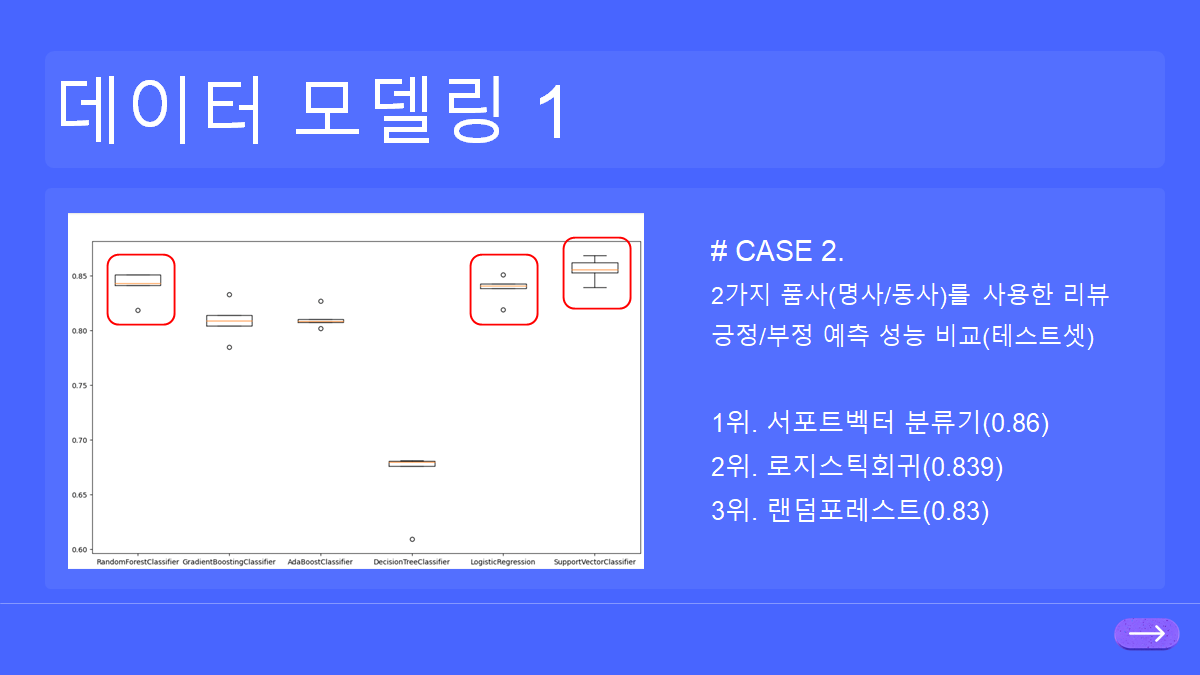 데이터 모델링 1
0.85
0.80
0.75
0.70
0.65
0.60
RandomForestClassifier GradientBoostingClassifier AdaBoostClassifier DecisionTreeClassifier LogisticRegression SupportVectorClassifier
# CASE 2.
2가지 품사(명사/동사)를 사용한 리뷰
긍정/부정 예측 성능 비교(테스트셋)
1위. 서포트벡터 분류기(0.86)
2위. 로지스틱회귀(0.839)
3위. 랜덤포레스트(0.83)